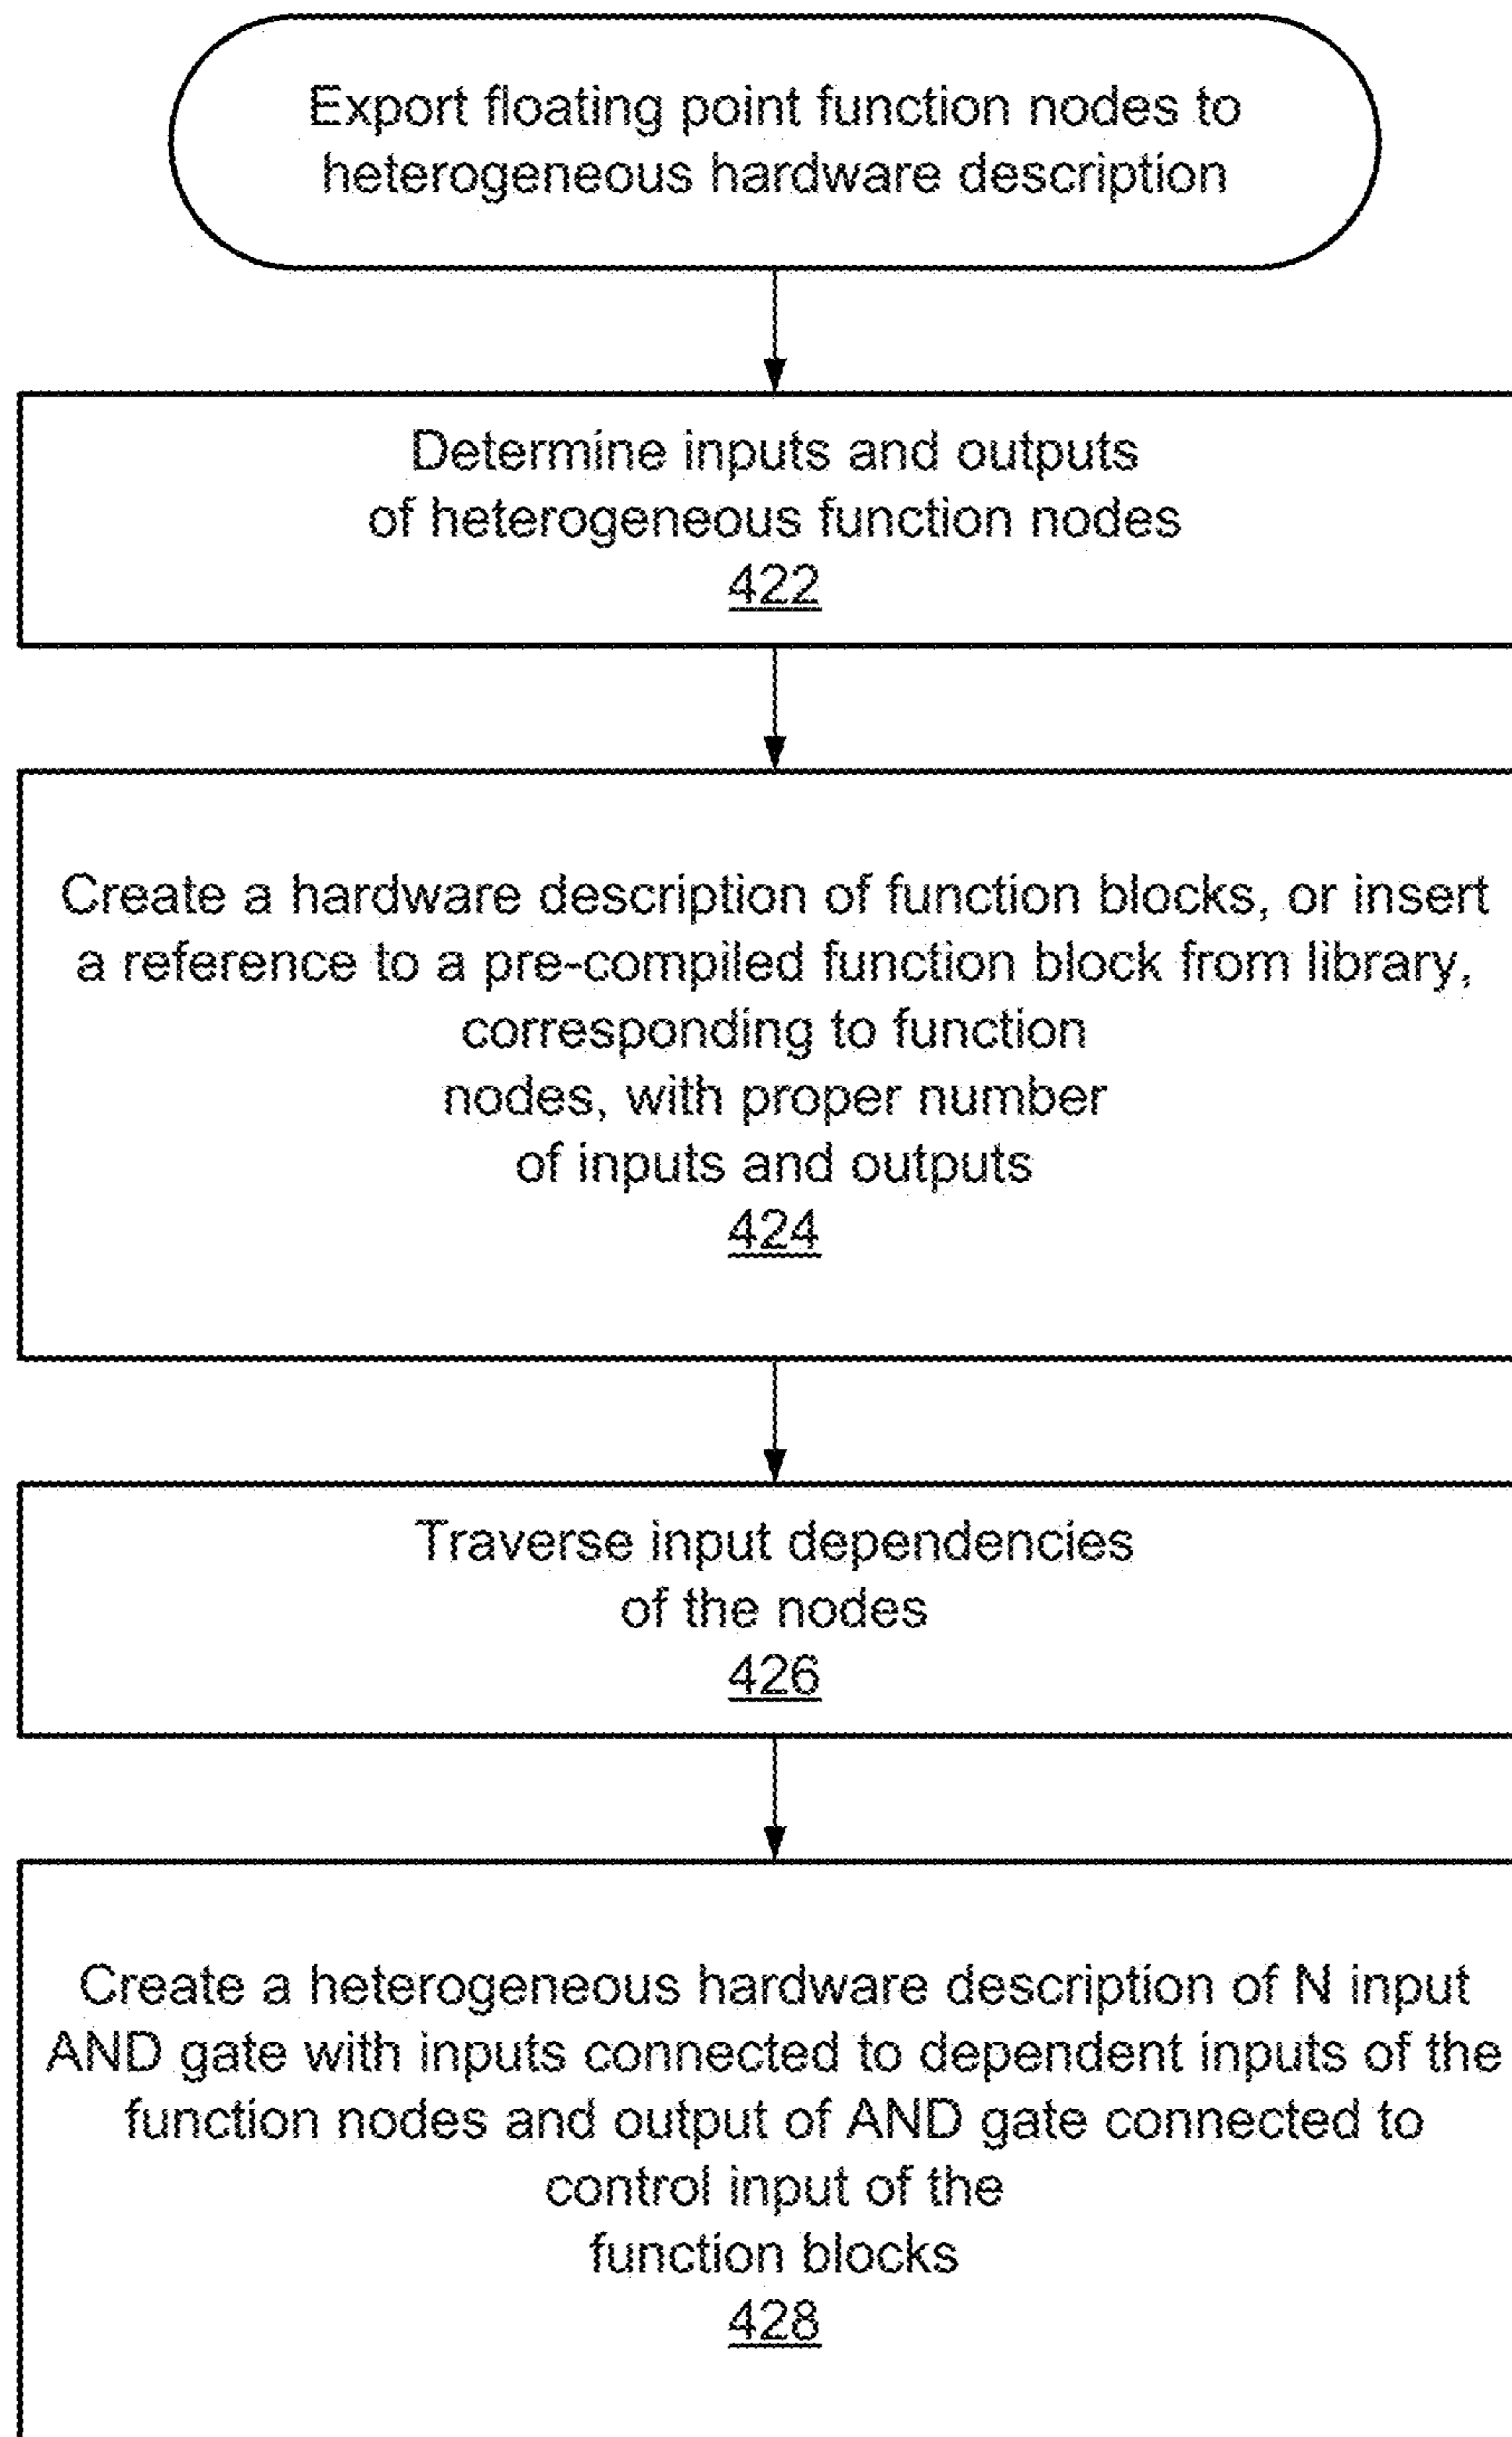 Export floating point function nodes to
heterogeneous hardware description
Determine inputs and outputs
of heterogeneous function nodes
422
Create a hardware description of function blocks, or insert
a reference to a pre-compiled function block from library,
corresponding to function
nodes, with proper number
of inputs and outputs
424
Traverse input dependencies
of the nodes
426
Create a heterogeneous hardware description of N input
AND gate with inputs connected to dependent inputs of the
function nodes and output of AND gate connected to
control input of the
function blocks
428